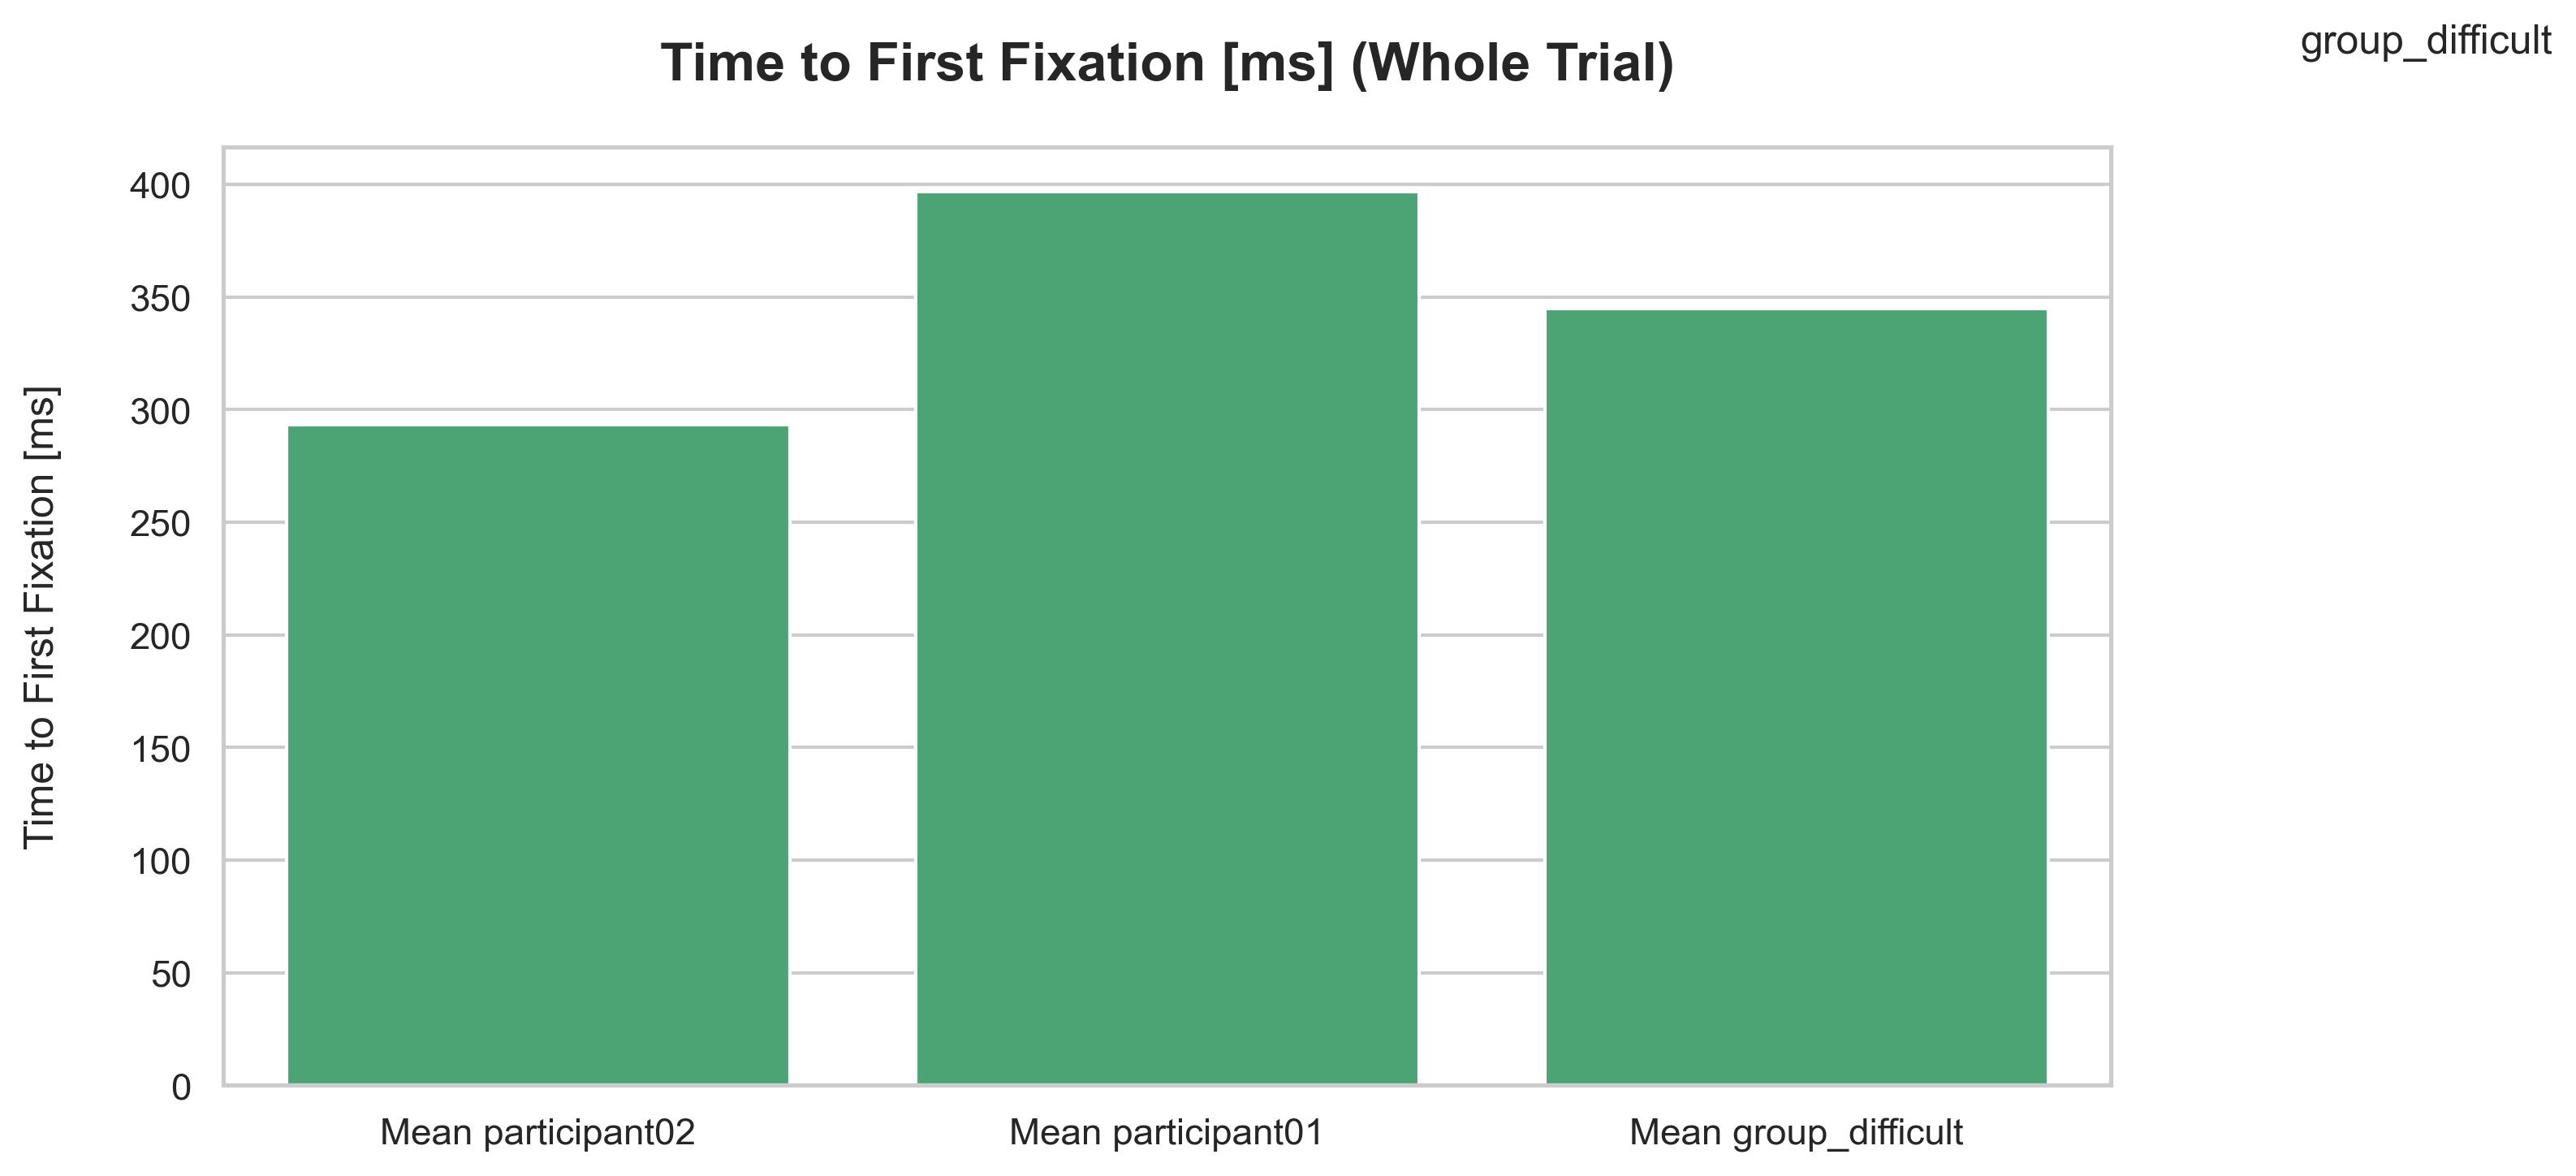 group_difficult
Time to First Fixation [ms] (Whole Trial)
Time to First Fixation [ms]
400
350
300
250
200
150
100
50
0
Mean participant02
Mean participant01
Mean group_difficult